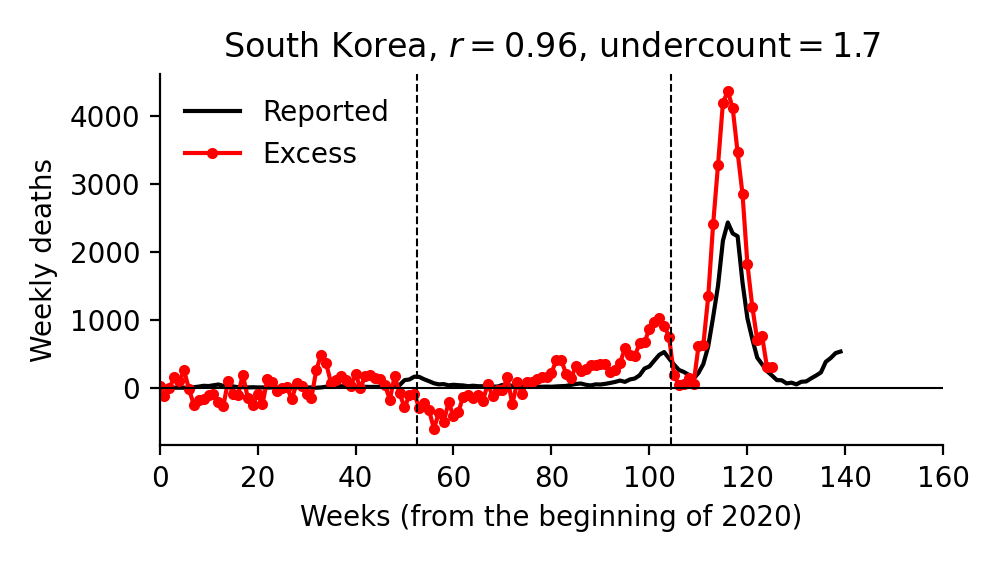 South Korea, r = 0.96, undercount = 1.7
Reported
Excess
Weekly deaths
4000
3000
2000
1000
0
0 20 40 60 80 100 120 140 160
Weeks (from the beginning of 2020)